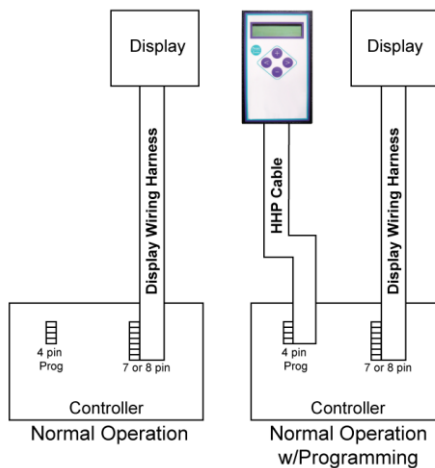 Display
Display Wiring Harness
4 pin
Prog
7 or 8 pin
Controller
Normal Operation
Display
HHP Cable
Display Wiring Harness
4 pin
Prog
7 or 8 pin
Controller
Normal Operation
w/Programming